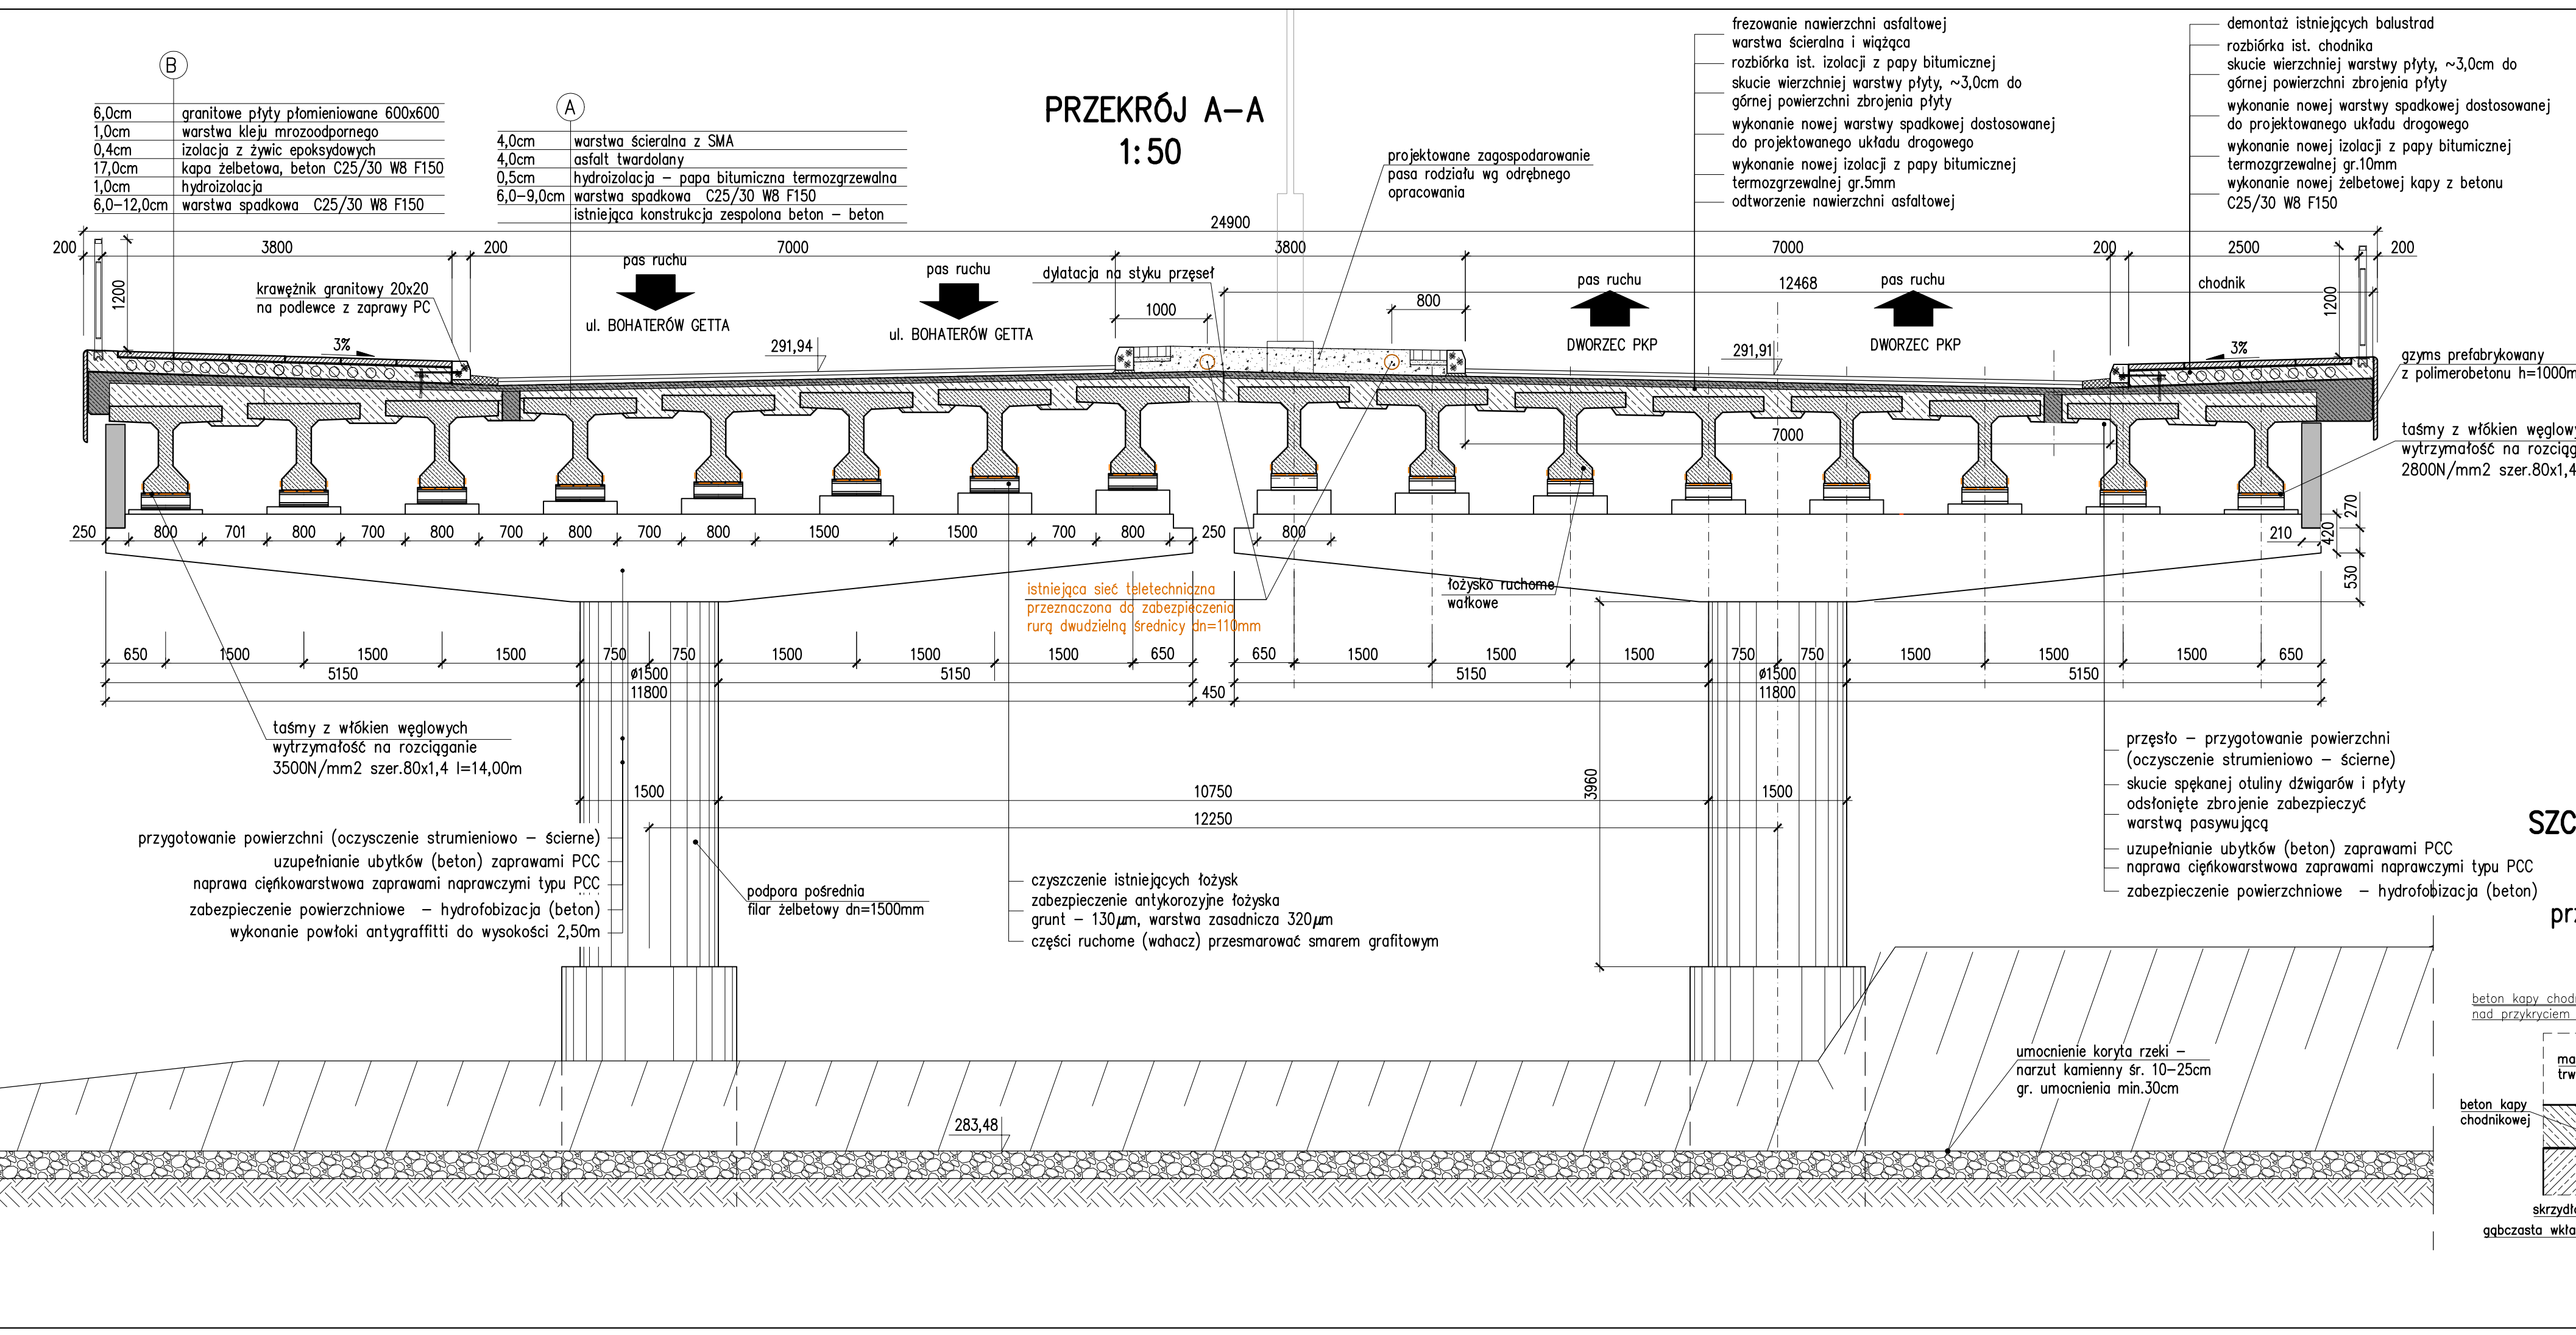 PRZEKRÓJ A–A
1:50
B
6,0cm granitowe płyty płomieniowane 600x600
1,0cm warstwa kleju mrozoodpornego
0,4cm izolacja z żywic epoksydowych
17,0cm kapa żelbetowa, beton C25/30 W8 F150
1,0cm hydroizolacja
6,0–12,0cm warstwa spadkowa C25/30 W8 F150
A
4,0cm warstwa ścieralna z SMA
4,0cm asfalt twardolany
0,5cm hydroizolacja – papa bitumiczna termozgrzewalna
6,0–9,0cm warstwa spadkowa C25/30 W8 F150
istniejąca konstrukcja zespolona beton – beton
projektowane zagospodarowanie
pasa rodziału wg odrębnego
opracowania
frezowanie nawierzchni asfaltowej
warstwa ścieralna i wiążąca
rozbiórka ist. izolacji z papy bitumicznej
skucie wierzchniej warstwy płyty, ~3,0cm do
górnej powierzchni zbrojenia płyty
wykonanie nowej warstwy spadkowej dostosowanej
do projektowanego układu drogowego
wykonanie nowej izolacji z papy bitumicznej
termozgrzewalnej gr.5mm
odtworzenie nawierzchni asfaltowej
demontaż istniejących balustrad
rozbiórka ist. chodnika
skucie wierzchniej warstwy płyty, ~3,0cm do
górnej powierzchni zbrojenia płyty
wykonanie nowej warstwy spadkowej dostosowanej
do projektowanego układu drogowego
wykonanie nowej izolacji z papy bitumicznej
termozgrzewalnej gr.10mm
wykonanie nowej żelbetowej kapy z betonu
C25/30 W8 F150
24900
200 3800 200 7000 3800 7000 200 2500 200
1200
krawężnik granitowy 20x20
na podlewce z zaprawy PC
3%
pas ruchu
ul. BOHATERÓW GETTA
pas ruchu
ul. BOHATERÓW GETTA
291,94
dylatacja na styku przęseł
1000
800
12468
pas ruchu
DWORZEC PKP
pas ruchu
DWORZEC PKP
291,91
chodnik
1200
3%
gzyms prefabrykowany
z polimerobetonu h=1000m
7000
taśmy z włókien węglowy
wytrzymałość na rozciąg
2800N/mm2 szer.80x1,4
250 800 701 800 700 800 700 800 700 800 1500 1500 700 800 250 800
210 420 270
530
istniejąca sieć teletechniczna
przeznaczona do zabezpieczenia
rurą dwudzielną średnicy dn=110mm
łożysko ruchome
wałkowe
650 1500 1500 1500 750 750 1500 1500 1500 650 650 1500 1500 1500 750 750 1500 1500 1500 650
5150 ø1500 5150 5150 ø1500 5150
11800 450 11800
taśmy z włókien węglowych
wytrzymałość na rozciąganie
3500N/mm2 szer.80x1,4 l=14,00m
1500 10750 1500
12250
3960
przygotowanie powierzchni (oczyszczenie strumieniowo – ścierne)
uzupełnianie ubytków (beton) zaprawami PCC
naprawa cięńkowarstwowa zaprawami naprawczymi typu PCC
zabezpieczenie powierzchniowe – hydrofobizacja (beton)
wykonanie powłoki antygraffitti do wysokości 2,50m
podpora pośrednia
filar żelbetowy dn=1500mm
czyszczenie istniejących łożysk
zabezpieczenie antykorozyjne łożyska
grunt – 130µm, warstwa zasadnicza 320µm
części ruchome (wahacz) przesmarować smarem grafitowym
przęsło – przygotowanie powierzchni
(oczyszczenie strumieniowo – ścierne)
skucie spękanej otuliny dźwigarów i płyty
odsłonięte zbrojenie zabezpieczyć
warstwą pasywującą
uzupełnianie ubytków (beton) zaprawami PCC
naprawa cięńkowarstwowa zaprawami naprawczymi typu PCC
zabezpieczenie powierzchniowe – hydrofobizacja (beton)
SZC
prz
283,48
umocnienie koryta rzeki –
narzut kamienny śr. 10–25cm
gr. umocnienia min.30cm
beton kapy chod
nad przykryciem
ma
trw
beton kapy
chodnikowej
skrzydł
gąbczasta wkła